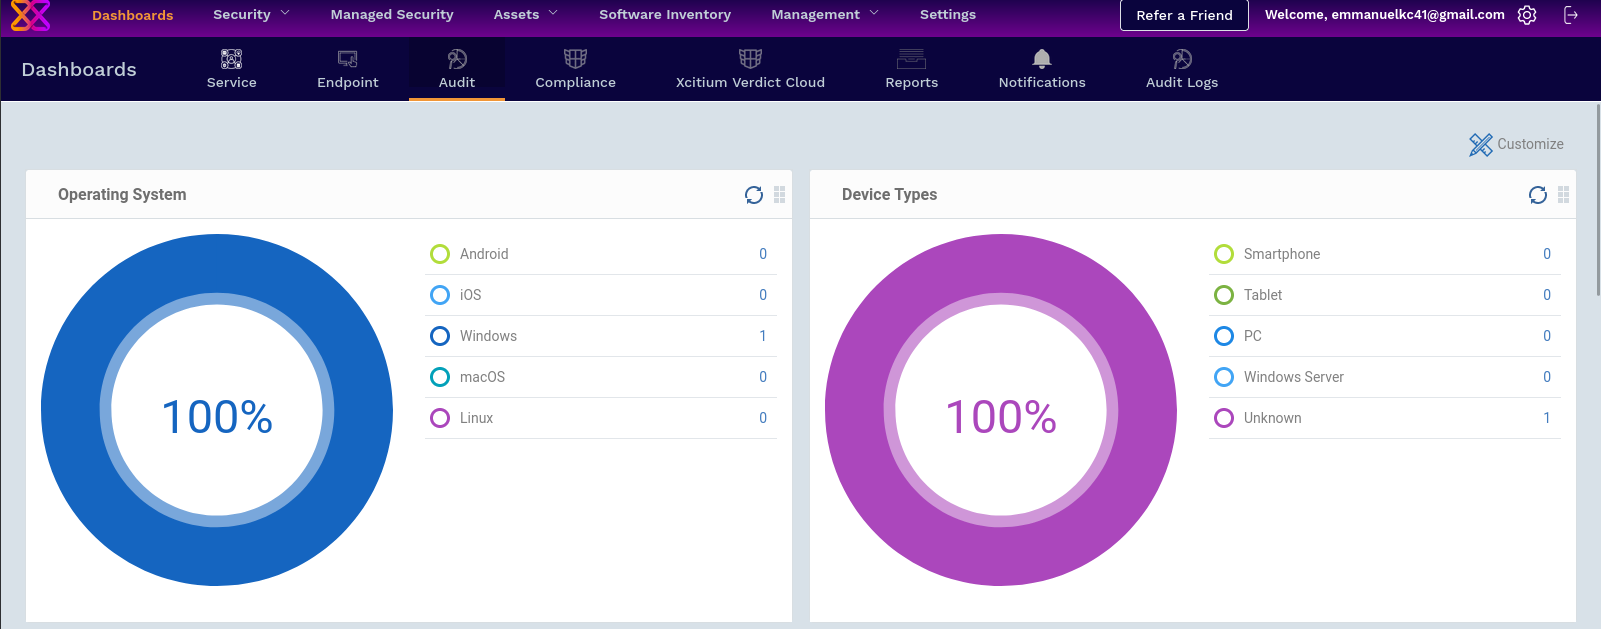 Dashboards Security Managed Security Assets Software Inventory Management Settings Refer a Friend Welcome, emmanuelkc41@gmail.com
Dashboards Service Endpoint Audit Compliance Xcitium Verdict Cloud Reports Notifications Audit Logs
Customize
Operating System
100%
Android 0
iOS 0
Windows 1
macOS 0
Linux 0
Device Types
100%
Smartphone 0
Tablet 0
PC 0
Windows Server 0
Unknown 1